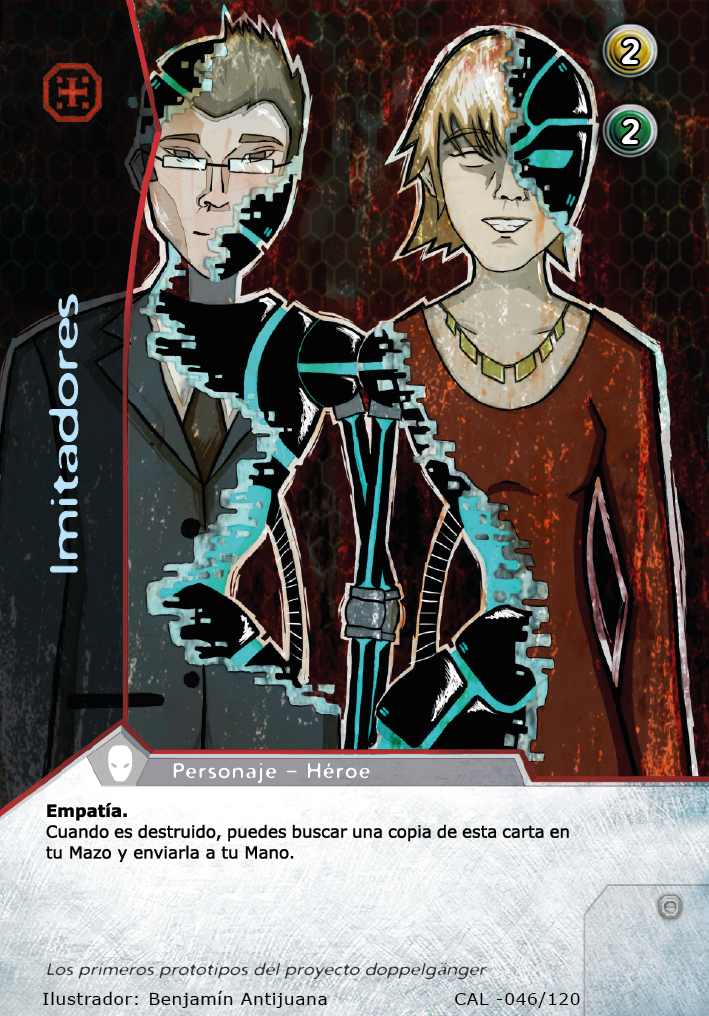 2
2
Imitadores
Personaje – Héroe
Empatía.
Cuando es destruido, puedes buscar una copia de esta carta en
tu Mazo y enviarla a tu Mano.
Los primeros prototipos del proyecto doppelgänger
Ilustrador: Benjamín Antijuana CAL -046/120